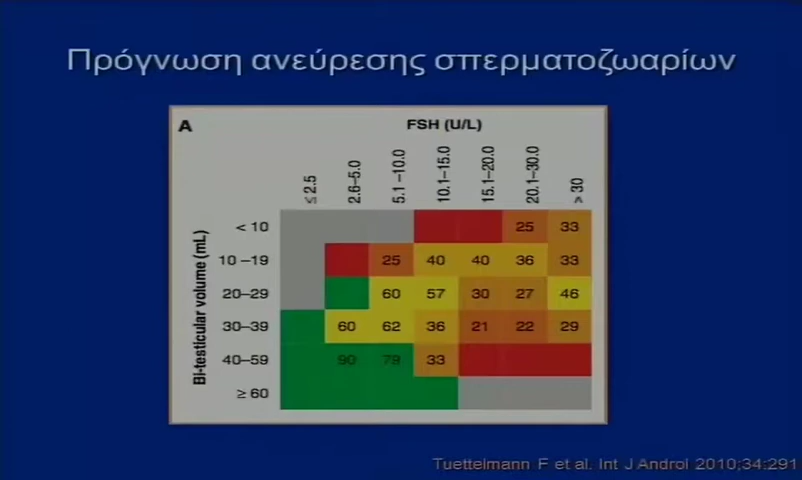 Πρόγνωση ανεύρεσης σπερματοζωαρίων
A
FSH (U/L)
≤ 2.5 2.6–5.0 5.1–10.0 10.1–15.0 15.1–20.0 20.1–30.0 > 30
Bi-testicular volume (mL)
< 10 25 33
10–19 25 40 40 36 33
20–29 60 57 30 27 46
30–39 60 62 36 21 22 29
40–59 90 79 33
≥ 60
Tuettelmann F et al. Int J Androl 2010;34:291